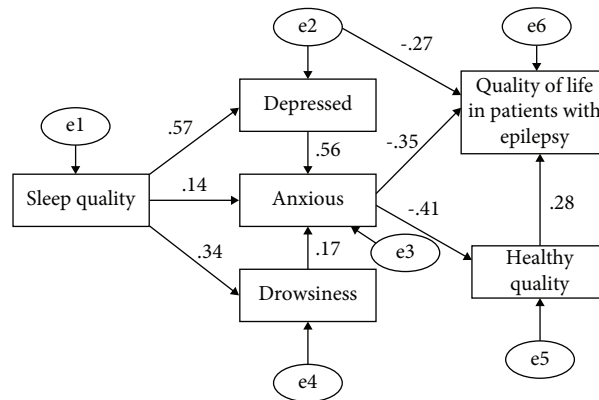 e2
-.27
e6
Depressed
Quality of life
in patients with
epilepsy
e1
.57
.56
-.35
Sleep quality
.14
Anxious
-.41
.28
.34
.17
e3
Healthy
quality
Drowsiness
e4
e5